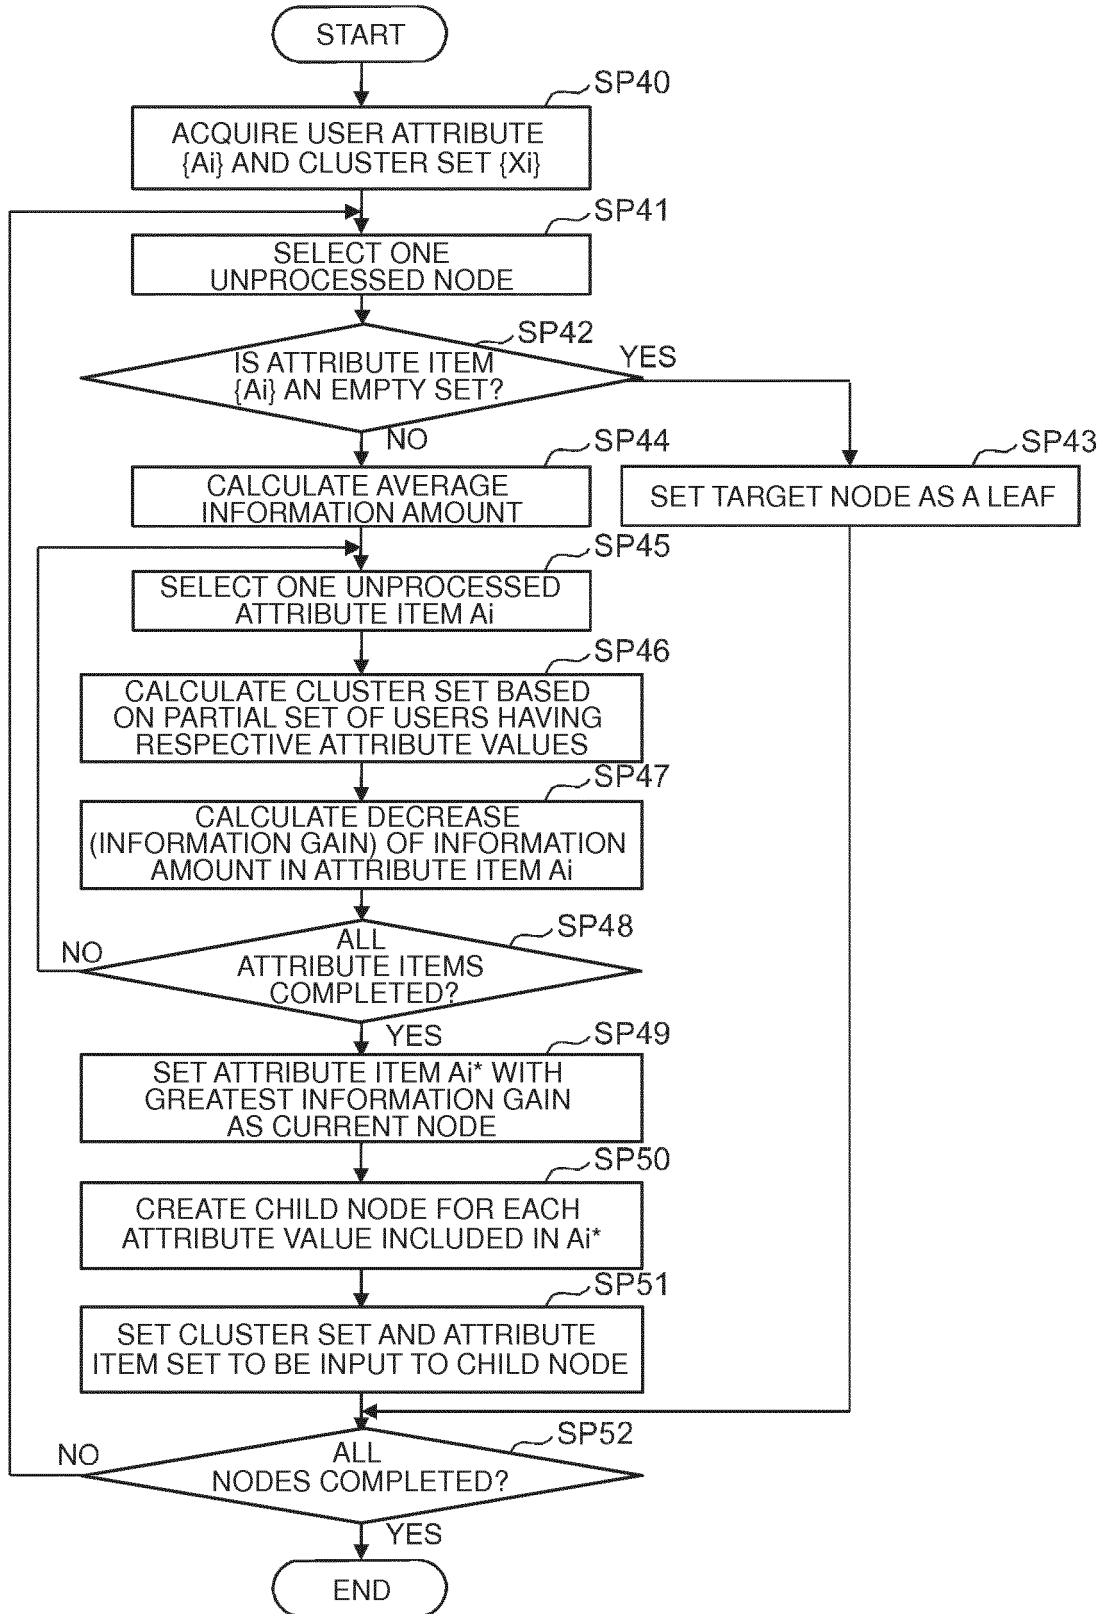 START
SP40
ACQUIRE USER ATTRIBUTE
{Ai} AND CLUSTER SET {Xi}
SP41
SELECT ONE
UNPROCESSED NODE
SP42
IS ATTRIBUTE ITEM
{Ai} AN EMPTY SET?
YES
NO
SP44
CALCULATE AVERAGE
INFORMATION AMOUNT
SP43
SET TARGET NODE AS A LEAF
SP45
SELECT ONE UNPROCESSED
ATTRIBUTE ITEM Ai
SP46
CALCULATE CLUSTER SET BASED
ON PARTIAL SET OF USERS HAVING
RESPECTIVE ATTRIBUTE VALUES
SP47
CALCULATE DECREASE
(INFORMATION GAIN) OF INFORMATION
AMOUNT IN ATTRIBUTE ITEM Ai
SP48
ALL
ATTRIBUTE ITEMS
COMPLETED?
NO
YES
SP49
SET ATTRIBUTE ITEM Ai* WITH
GREATEST INFORMATION GAIN
AS CURRENT NODE
SP50
CREATE CHILD NODE FOR EACH
ATTRIBUTE VALUE INCLUDED IN Ai*
SP51
SET CLUSTER SET AND ATTRIBUTE
ITEM SET TO BE INPUT TO CHILD NODE
SP52
ALL
NODES COMPLETED?
NO
YES
END